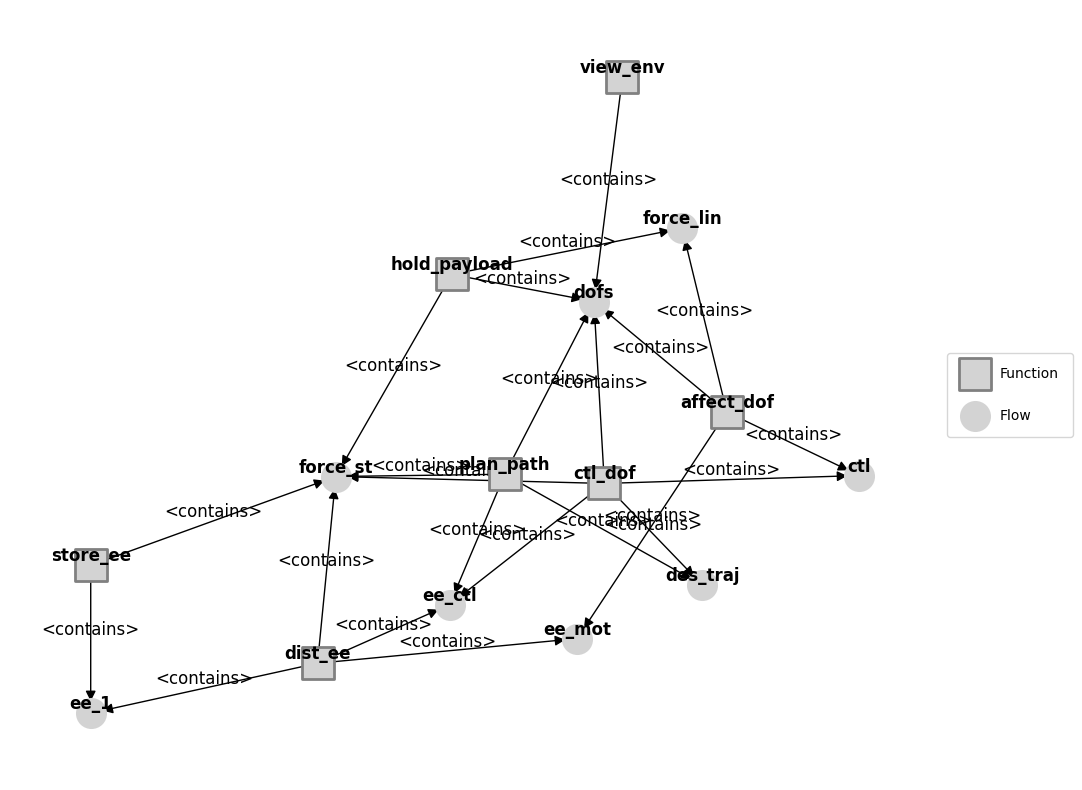 view_env
<contains>
force_lin
<contains>
hold_payload
<contains>
dofs
<contains>
<contains>
<contains>
<contains>
<contains>
Function
affect_dof
Flow
<contains>
plan_path
<contains>
force_st
ctl_dof
ctl
<contains>
<contains>
<contains>
<contains>
<contains>
<contains>
<contains>
<contains>
store_ee
<contains>
des_traj
ee_ctl
<contains>
ee_mot
<contains>
<contains>
dist_ee
<contains>
ee_1